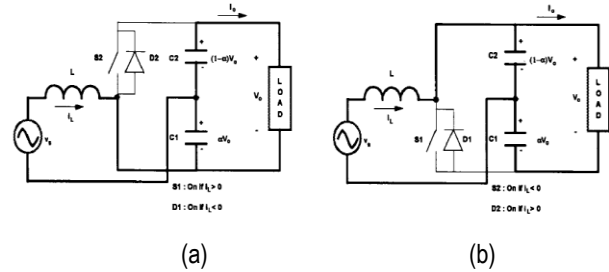 Io
S2
D2
C2
(1-α)Vo
L
iL
vs
C1
αVo
Vo
LOAD
S1 : On if iL> 0
D1 : On if iL< 0
(a)
Io
C2
(1-α)Vo
L
iL
vs
S1
D1
C1
αVo
Vo
LOAD
S2 : On if iL< 0
D2 : On if iL> 0
(b)